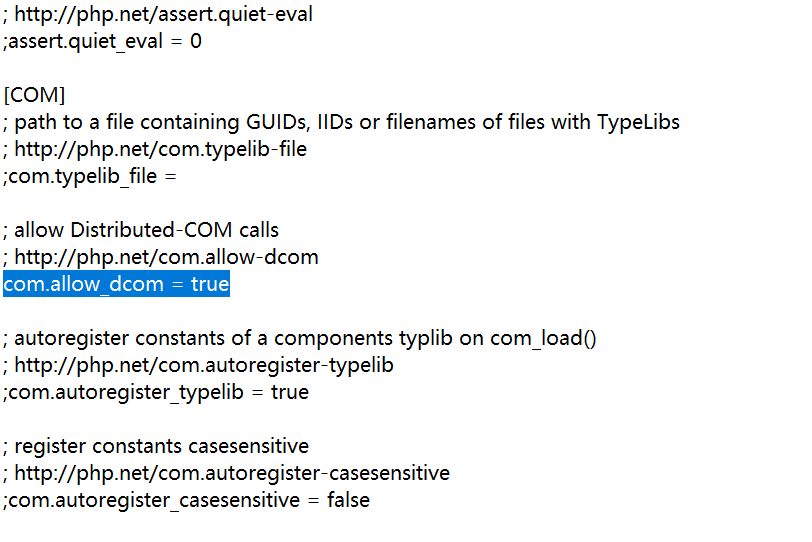 ; http://php.net/assert.quiet-eval
;assert.quiet_eval = 0
[COM]
; path to a file containing GUIDs, IIDs or filenames of files with TypeLibs
; http://php.net/com.typelib-file
;com.typelib_file =
; allow Distributed-COM calls
; http://php.net/com.allow-dcom
com.allow_dcom = true
; autoregister constants of a components typlib on com_load()
; http://php.net/com.autoregister-typelib
;com.autoregister_typelib = true
; register constants casesensitive
; http://php.net/com.autoregister-casesensitive
;com.autoregister_casesensitive = false